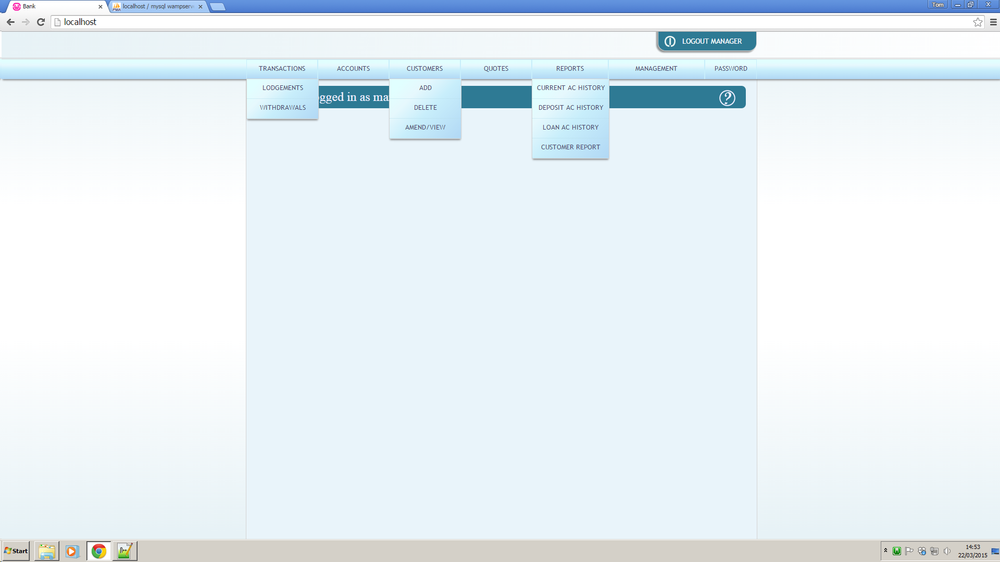 Bank
localhost / mysql wampserv
Tom
localhost
LOGOUT MANAGER
TRANSACTIONS ACCOUNTS CUSTOMERS QUOTES REPORTS MANAGEMENT PASSWORD
LODGEMENTS
WITHDRAWALS
ogged in as ma
ADD
DELETE
AMEND/VIEW
CURRENT AC HISTORY
DEPOSIT AC HISTORY
LOAN AC HISTORY
CUSTOMER REPORT
?
Start
14:53
22/03/2015